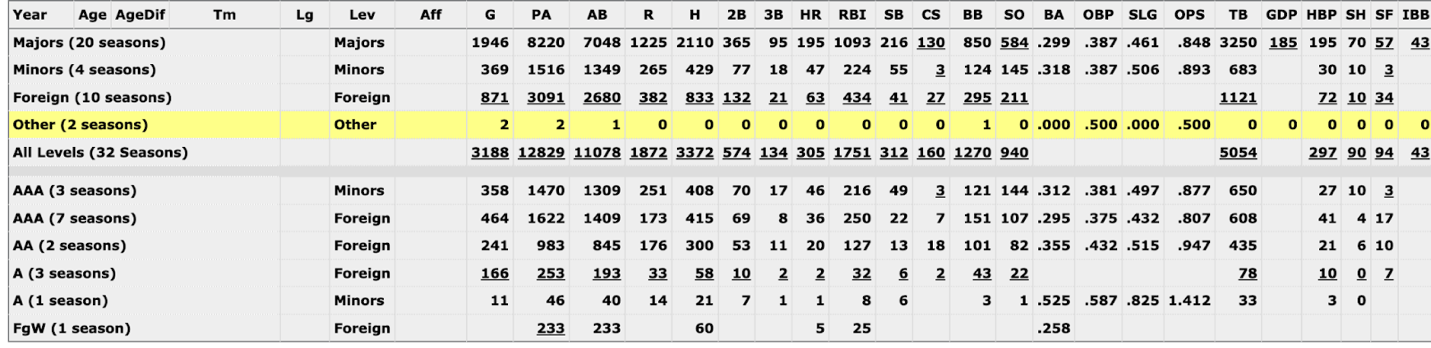 Year Age AgeDif Tm Lg Lev Aff G PA AB R H 2B 3B HR RBI SB CS BB SO BA OBP SLG OPS TB GDP HBP SH SF IBB
Majors (20 seasons) Majors 1946 8220 7048 1225 2110 365 95 195 1093 216 130 850 584 .299 .387 .461 .848 3250 185 195 70 57 43
Minors (4 seasons) Minors 369 1516 1349 265 429 77 18 47 224 55 3 124 145 .318 .387 .506 .893 683 30 10 3
Foreign (10 seasons) Foreign 871 3091 2680 382 833 132 21 63 434 41 27 295 211 1121 72 10 34
Other (2 seasons) Other 2 2 1 0 0 0 0 0 0 0 0 1 0 .000 .500 .000 .500 0 0 0 0 0 0
All Levels (32 Seasons) 3188 12829 11078 1872 3372 574 134 305 1751 312 160 1270 940 5054 297 90 94 43
AAA (3 seasons) Minors 358 1470 1309 251 408 70 17 46 216 49 3 121 144 .312 .381 .497 .877 650 27 10 3
AAA (7 seasons) Foreign 464 1622 1409 173 415 69 8 36 250 22 7 151 107 .295 .375 .432 .807 608 41 4 17
AA (2 seasons) Foreign 241 983 845 176 300 53 11 20 127 13 18 101 82 .355 .432 .515 .947 435 21 6 10
A (3 seasons) Foreign 166 253 193 33 58 10 2 2 32 6 2 43 22 78 10 0 7
A (1 season) Minors 11 46 40 14 21 7 1 1 8 6 3 1 .525 .587 .825 1.412 33 3 0
FgW (1 season) Foreign 233 233 60 5 25 .258